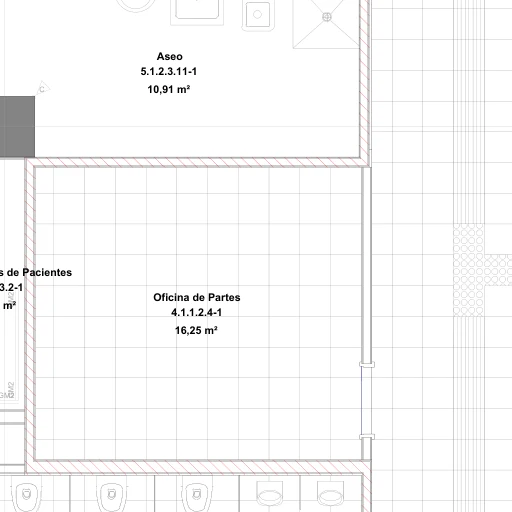 Aseo
5.1.2.3.11-1
10,91 m²
C
s de Pacientes
3.2-1
m²
Oficina de Partes
4.1.1.2.4-1
16,25 m²